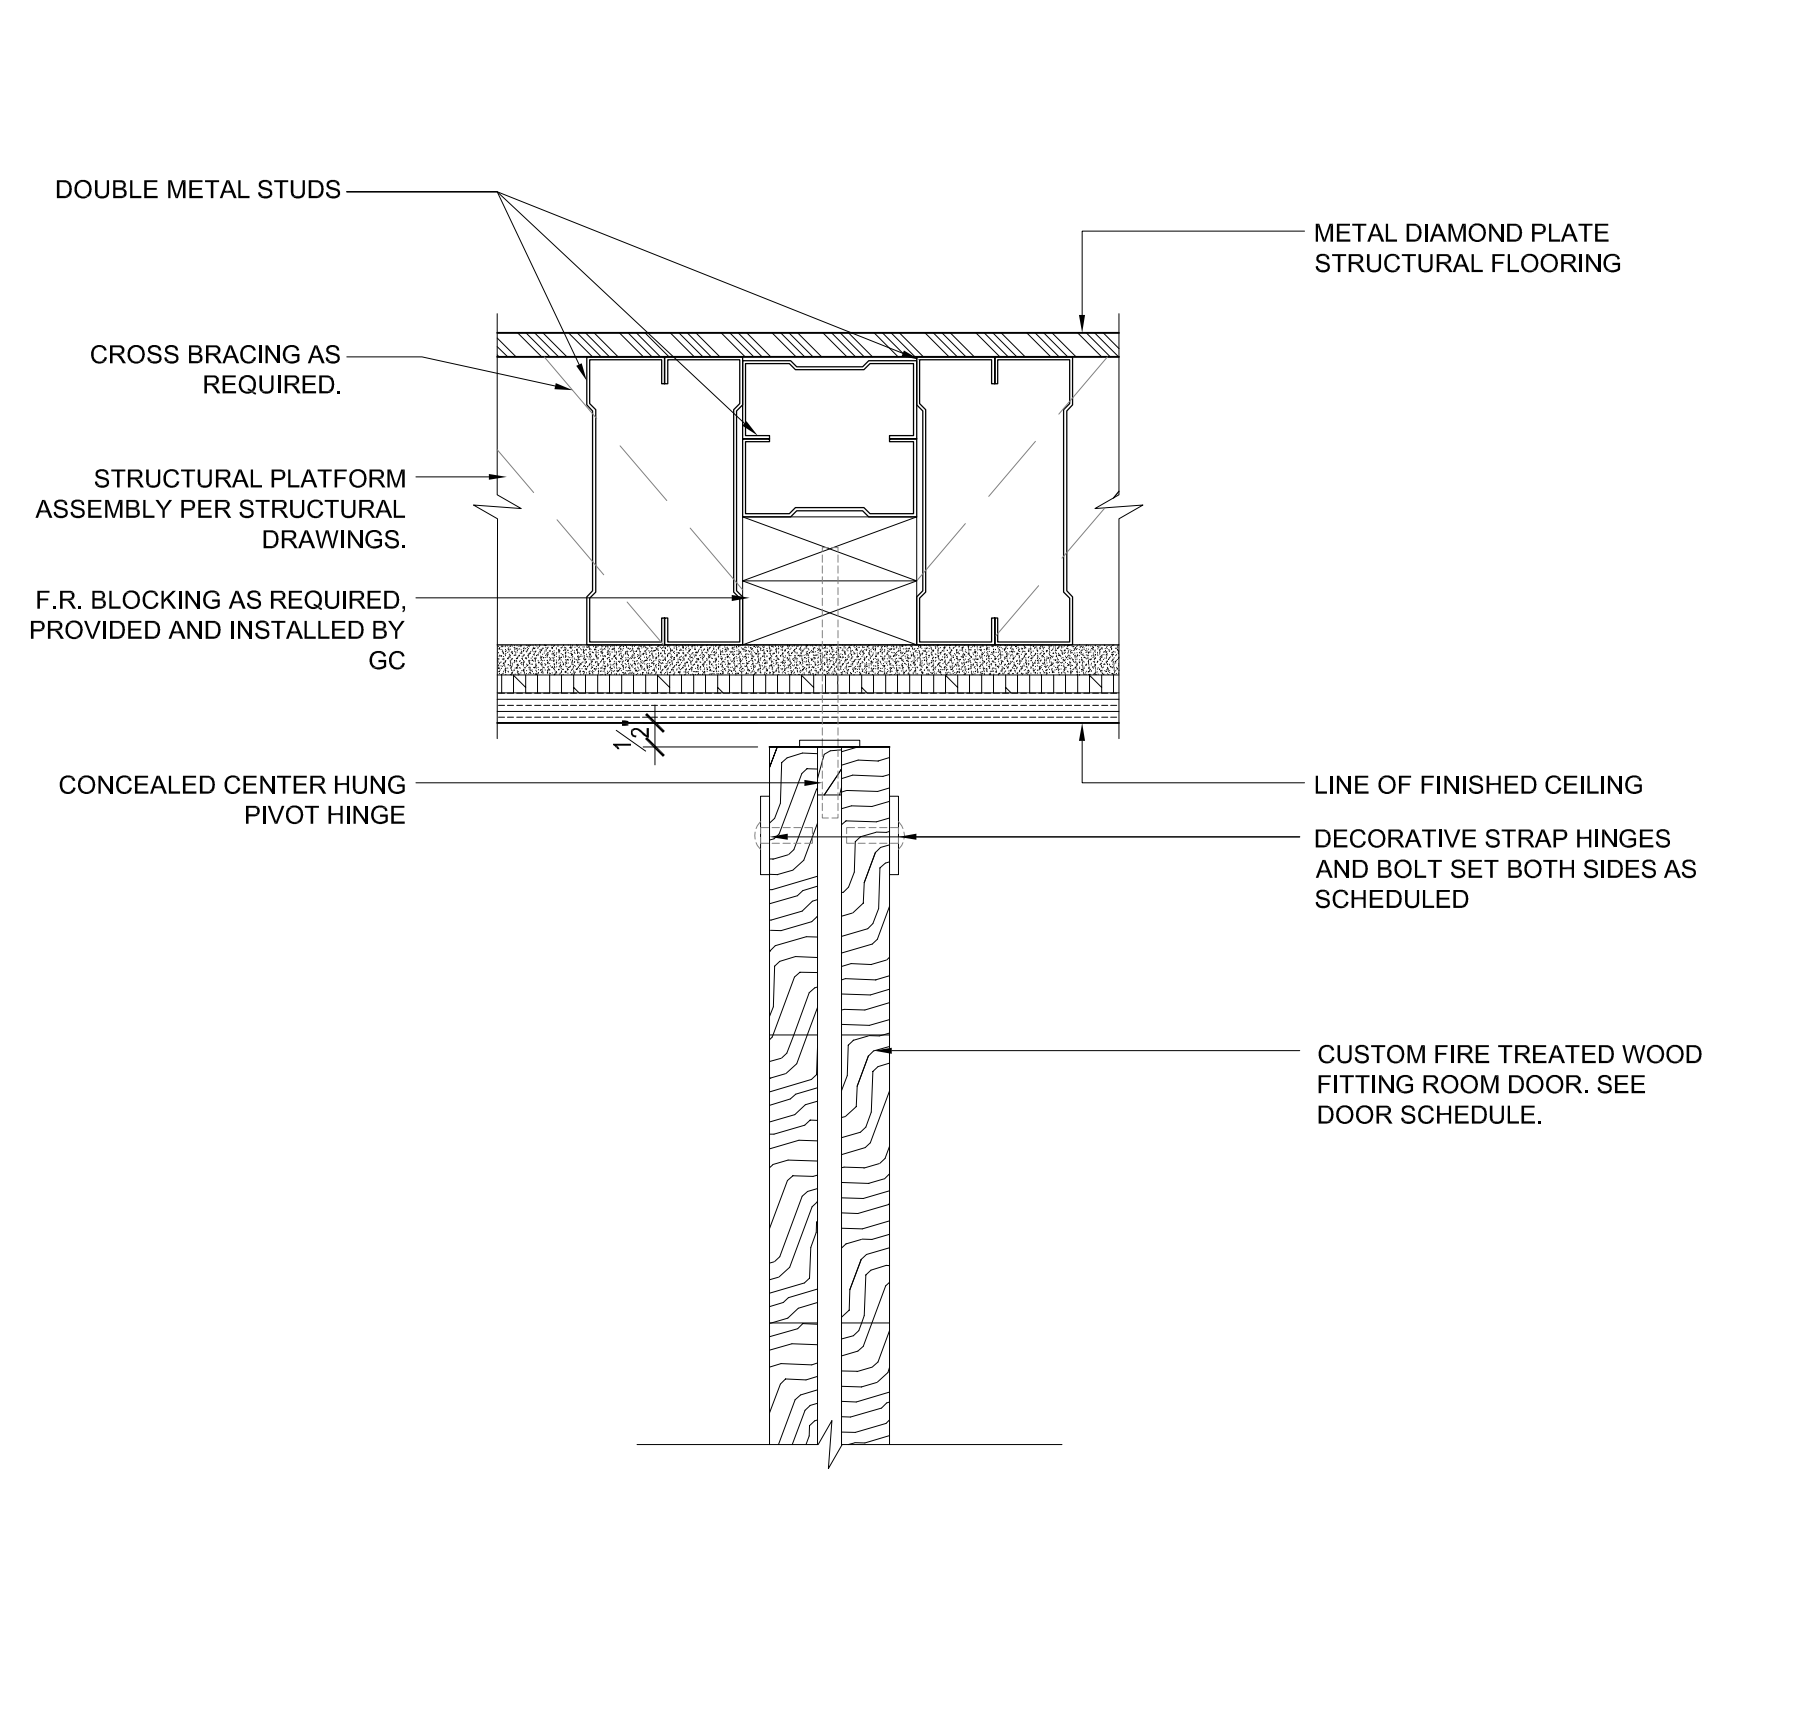 DOUBLE METAL STUDS
METAL DIAMOND PLATE
STRUCTURAL FLOORING
CROSS BRACING AS
REQUIRED.
STRUCTURAL PLATFORM
ASSEMBLY PER STRUCTURAL
DRAWINGS.
F.R. BLOCKING AS REQUIRED,
PROVIDED AND INSTALLED BY
GC
1/2"
CONCEALED CENTER HUNG
PIVOT HINGE
LINE OF FINISHED CEILING
DECORATIVE STRAP HINGES
AND BOLT SET BOTH SIDES AS
SCHEDULED
CUSTOM FIRE TREATED WOOD
FITTING ROOM DOOR. SEE
DOOR SCHEDULE.